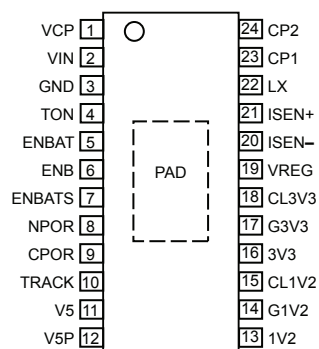 VCP 1
VIN 2
GND 3
TON 4
ENBAT 5
ENB 6
ENBATS 7
NPOR 8
CPOR 9
TRACK 10
V5 11
V5P 12
PAD
24 CP2
23 CP1
22 LX
21 ISEN+
20 ISEN–
19 VREG
18 CL3V3
17 G3V3
16 3V3
15 CL1V2
14 G1V2
13 1V2